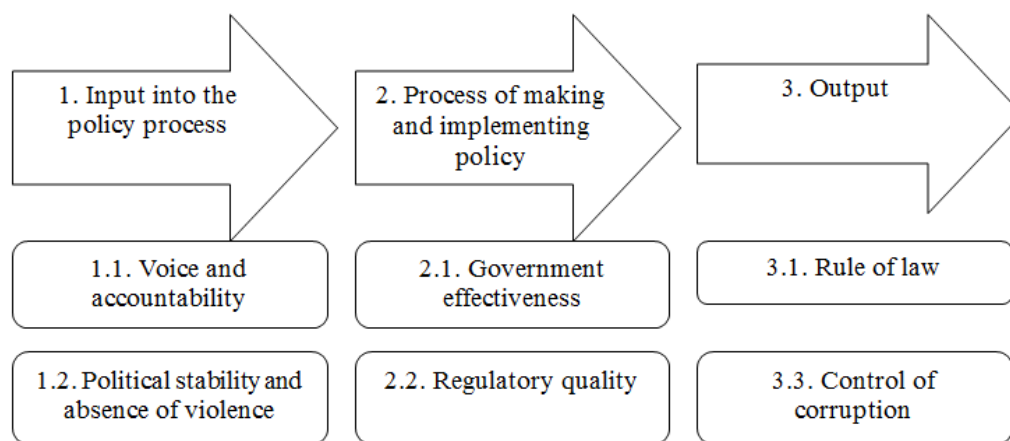 1. Input into the
policy process
2. Process of making
and implementing
policy
3. Output
1.1. Voice and
accountability
2.1. Government
effectiveness
3.1. Rule of law
1.2. Political stability and
absence of violence
2.2. Regulatory quality
3.3. Control of
corruption